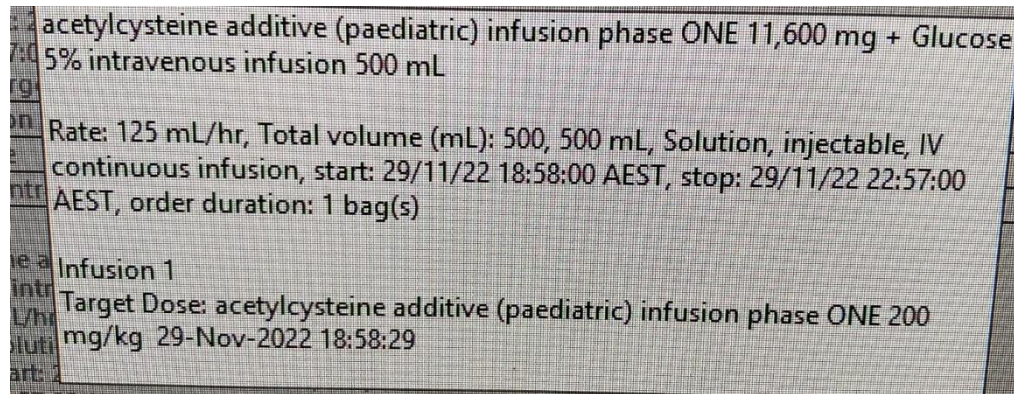 acetylcysteine additive (paediatric) infusion phase ONE 11,600 mg + Glucose
5% intravenous infusion 500 mL
Rate: 125 mL/hr, Total volume (mL): 500, 500 mL, Solution, injectable, IV
continuous infusion, start: 29/11/22 18:58:00 AEST, stop: 29/11/22 22:57:00
AEST, order duration: 1 bag(s)
Infusion 1
Target Dose: acetylcysteine additive (paediatric) infusion phase ONE 200
mg/kg 29-Nov-2022 18:58:29